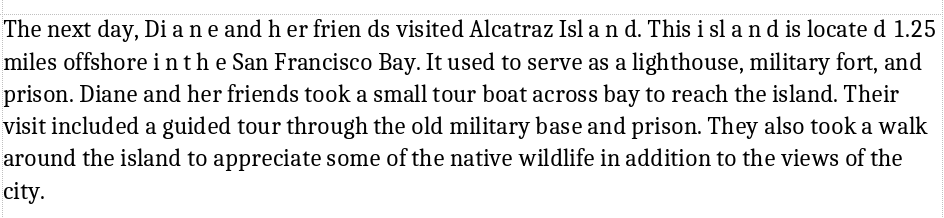 The next day, Di a n e and h er frien ds visited Alcatraz Isl a n d. This i sl a n d is locate d 1.25
miles offshore i n t h e San Francisco Bay. It used to serve as a lighthouse, military fort, and
prison. Diane and her friends took a small tour boat across bay to reach the island. Their
visit included a guided tour through the old military base and prison. They also took a walk
around the island to appreciate some of the native wildlife in addition to the views of the
city.